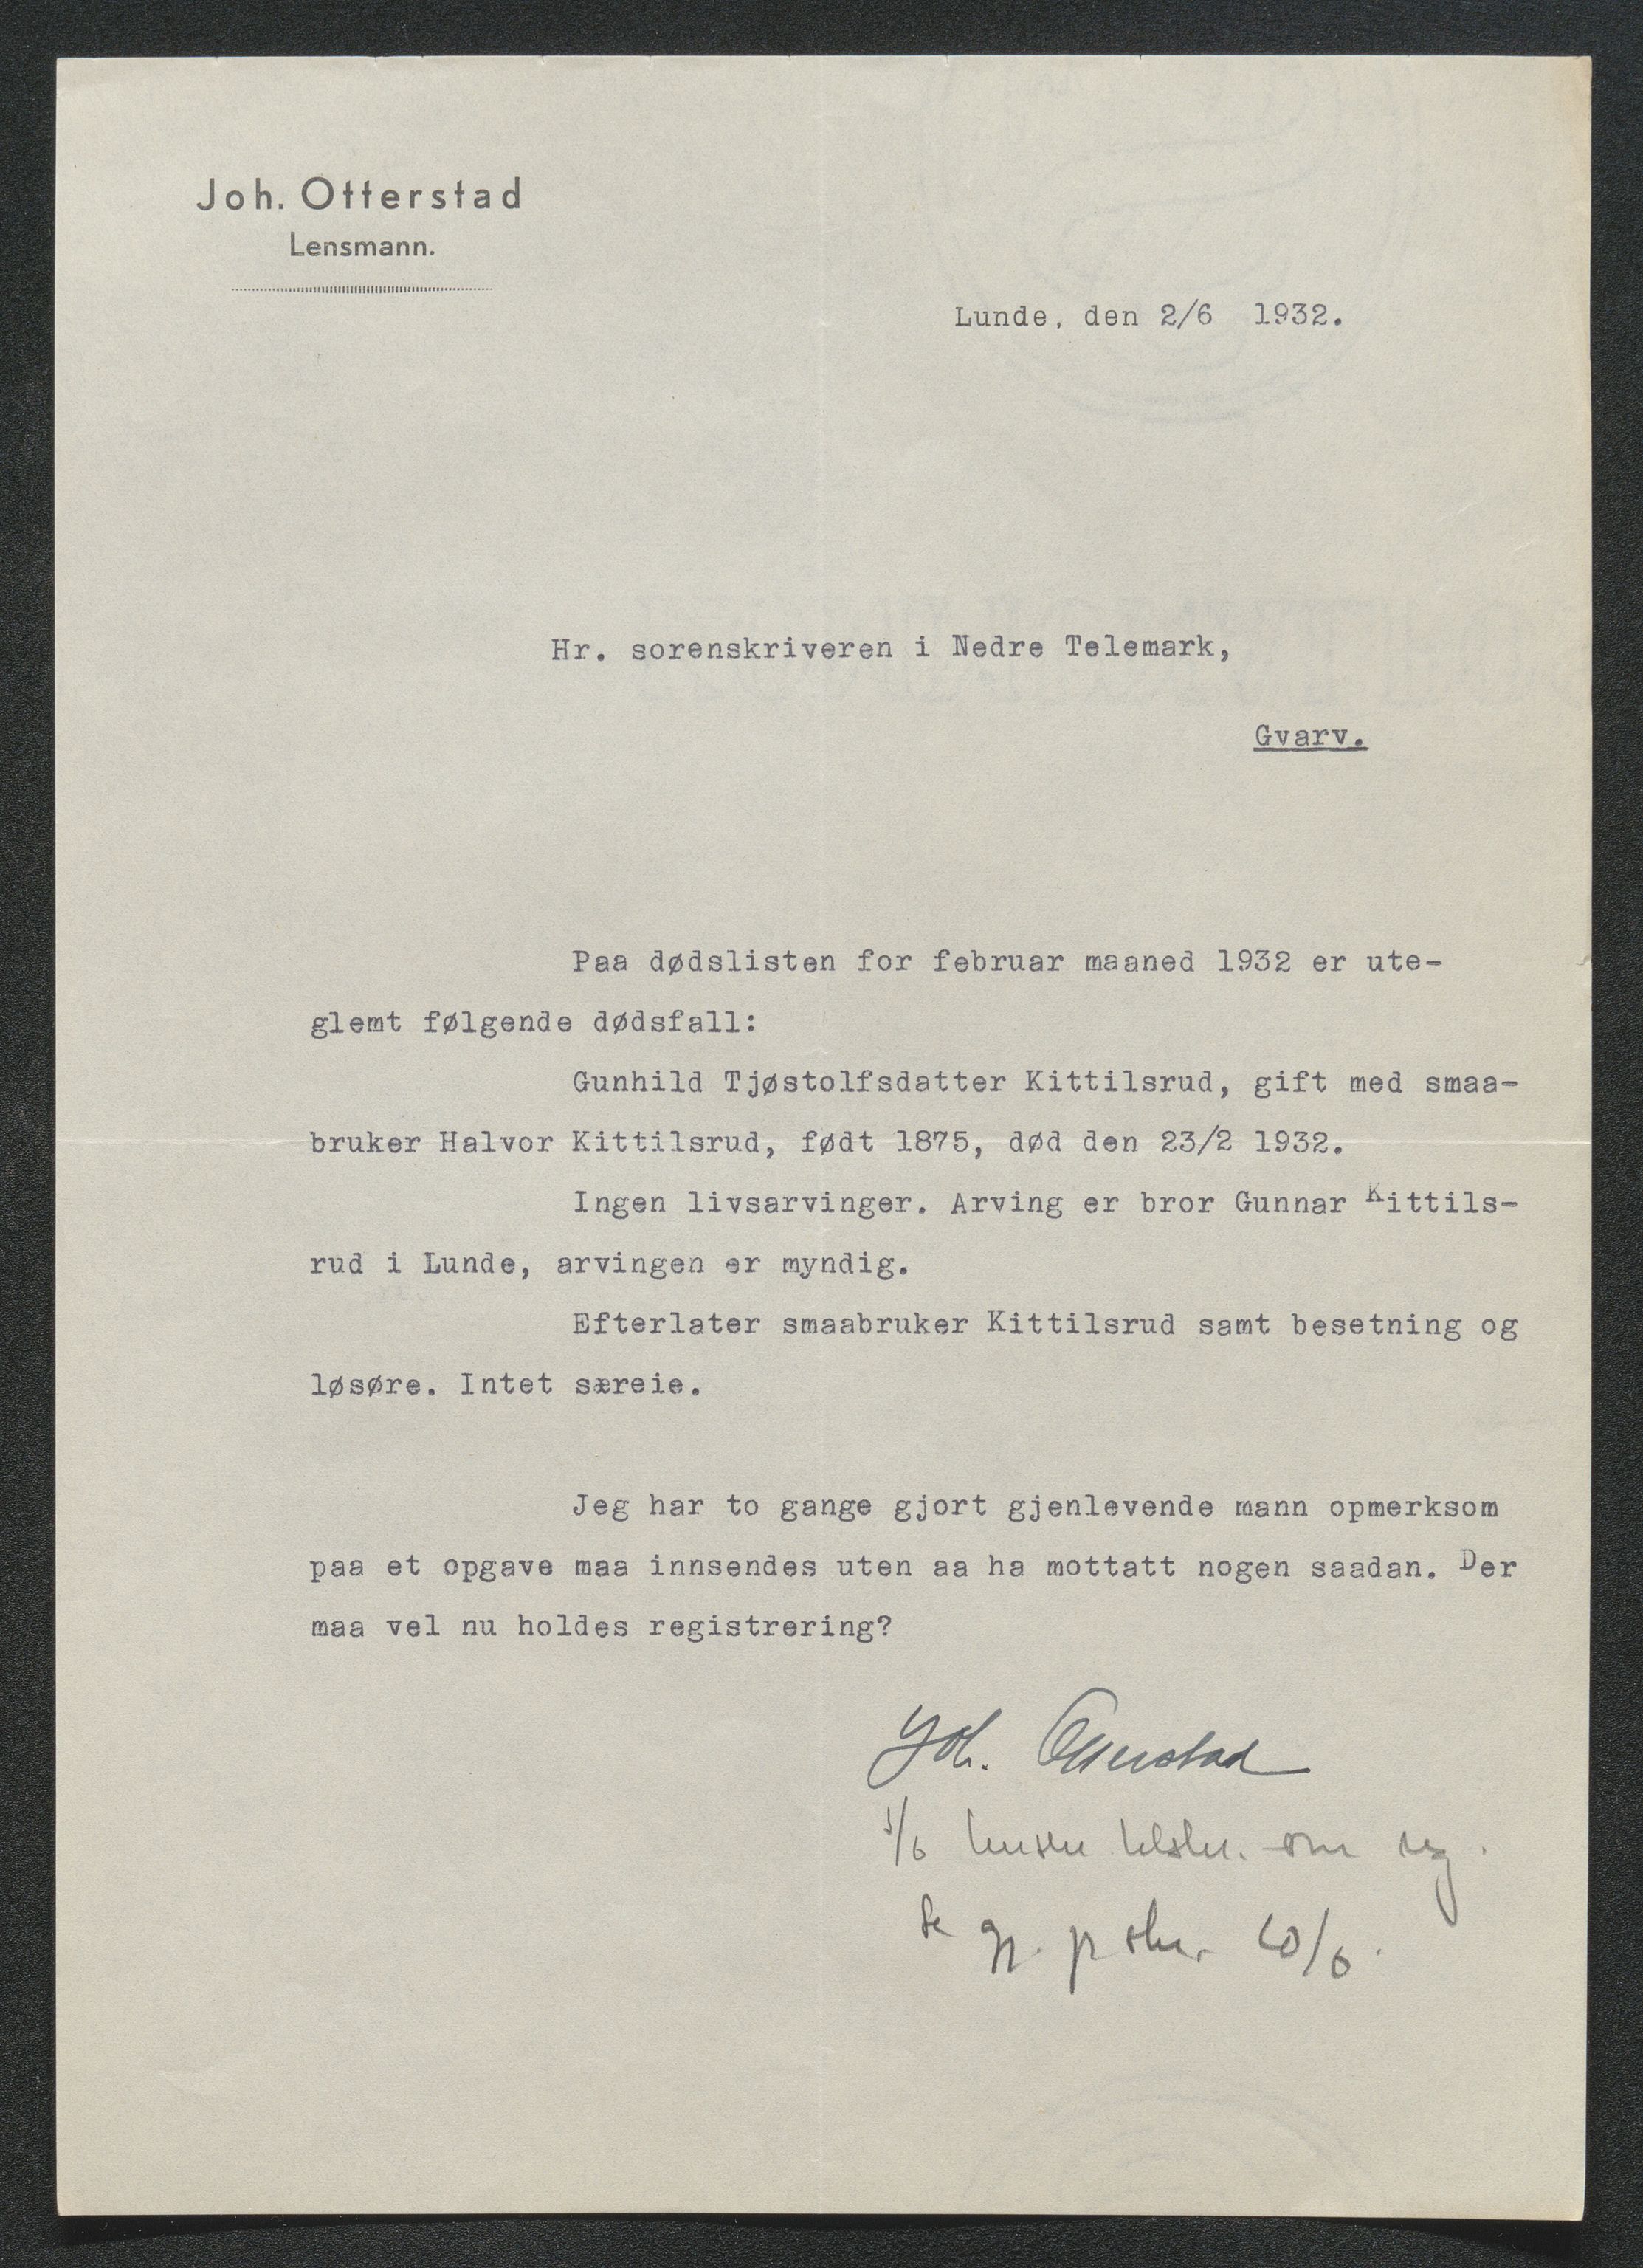 Joh. Otterstad
Lensmann.
Lunde, den 2/6 1932.
Hr. sorenskriveren i Nedre Telemark,
Gvarv.
Paa dødslisten for februar maaned 1932 er ute-
glemt følgende dødsfall:
Gunhild Tjøstolfsdatter Kittilsrud, gift med smaa-
bruker Halvor Kittilsrud, født 1875, død den 23/2 1932.
Ingen livsarvinger. Arving er bror Gunnar Kittils-
rud i Lunde, arvingen er myndig.
Efterlater smaabruker Kittilsrud samt besetning og
løsøre. Intet særeie.
Jeg har to gange gjort gjenlevende mann opmerksom
paa et opgave maa innsendes uten aa ha mottatt nogen saadan. Der
maa vel nu holdes registrering?
Joh. Otterstad
om reg.